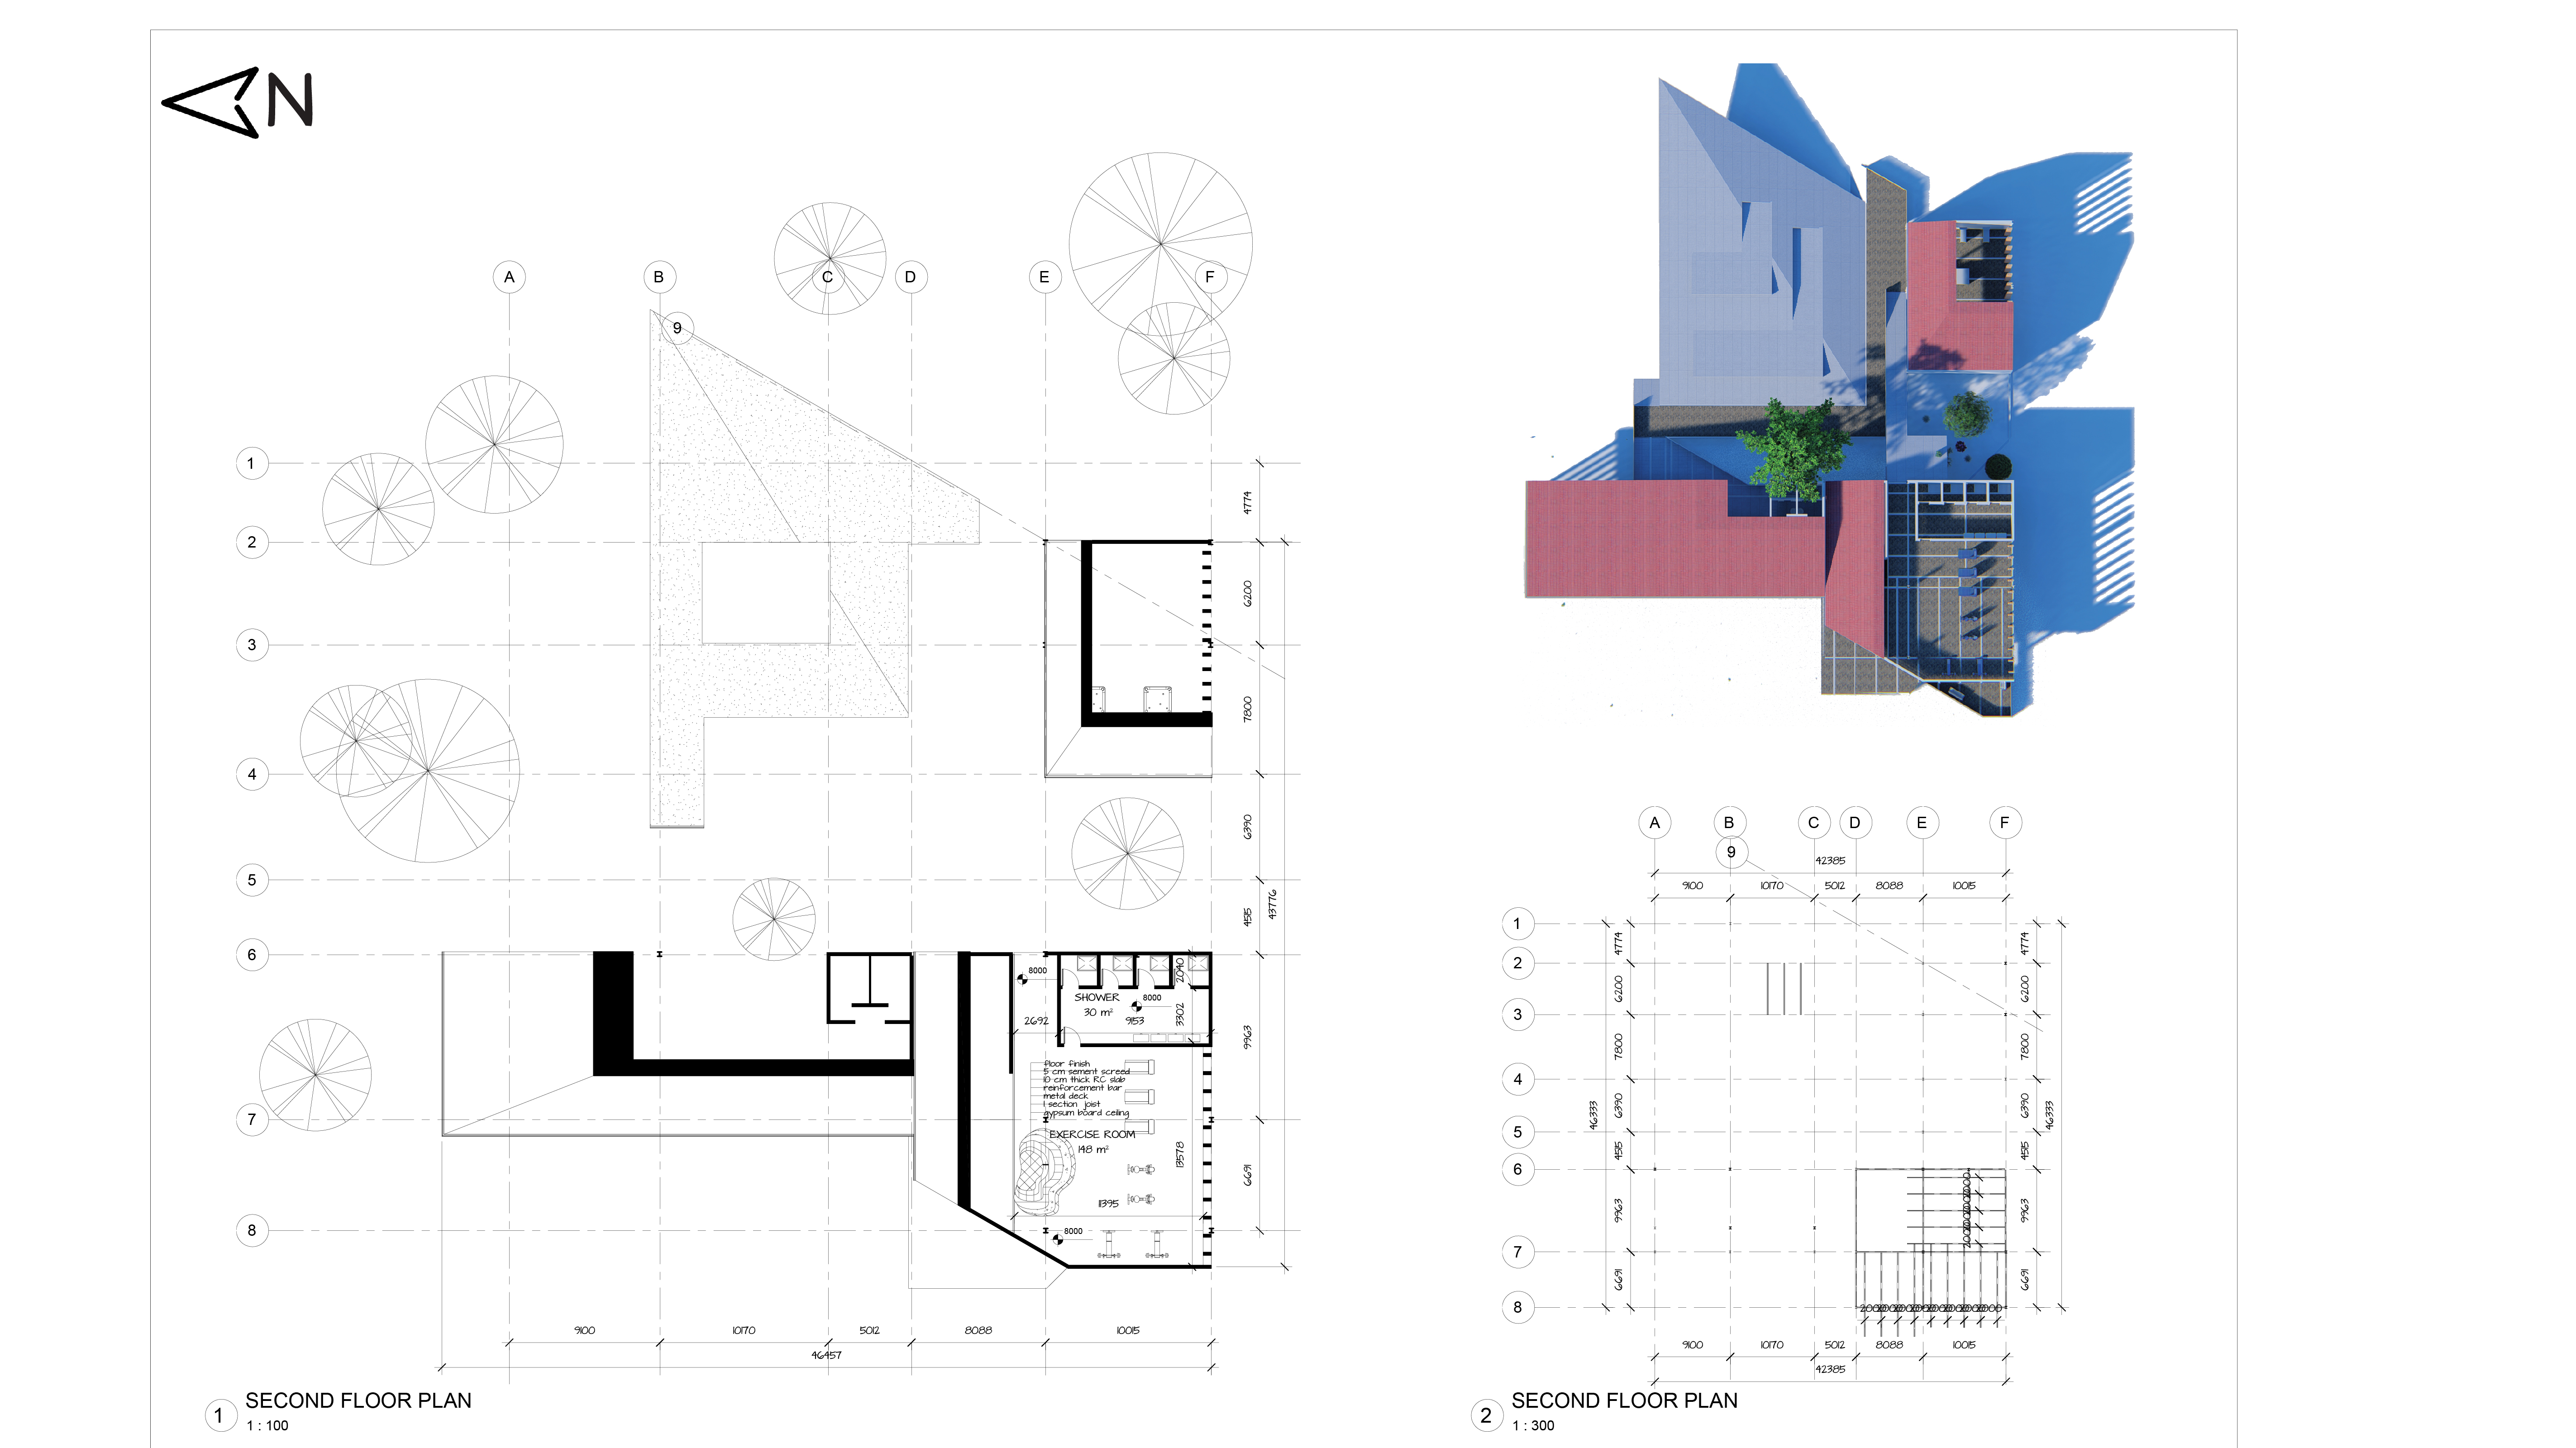 N
A
B
C
D
E
F
9
1
2
3
4
5
6
7
8
4774
6200
7800
6390
4515
43776
9963
6691
8000
SHOWER
30 m²
8000
2040
3302
2692
9153
floor finish
5 cm sement screed
10 cm thick RC slab
reinforcement bar
metal deck
I section joist
gypsum board ceiling
EXERCISE ROOM
148 m²
13578
11395
8000
9100
10170
5012
8088
10015
46457
1
SECOND FLOOR PLAN
1 : 100
A
B
C
D
E
F
9
42385
9100
10170
5012
8088
10015
1
2
3
4
5
6
7
8
4774
6200
7800
6390
4515
9963
6691
46333
4774
6200
7800
6390
4515
9963
6691
46333
9100
10170
5012
8088
10015
42385
2
SECOND FLOOR PLAN
1 : 300